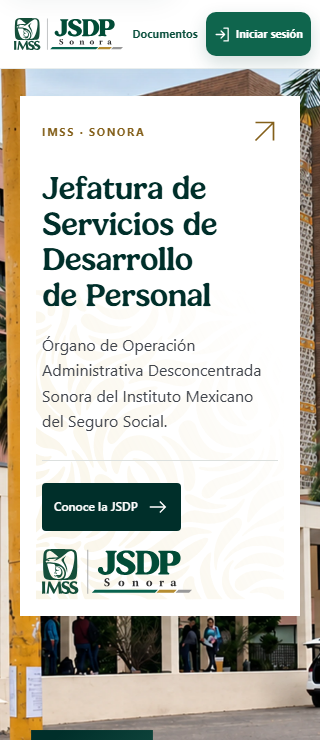 IMSS
JSDP
Sonora
Documentos
Iniciar sesión
IMSS · SONORA
Jefatura de
Servicios de
Desarrollo
de Personal
Órgano de Operación
Administrativa Desconcentrada
Sonora del Instituto Mexicano
del Seguro Social.
Conoce la JSDP
IMSS
JSDP
Sonora